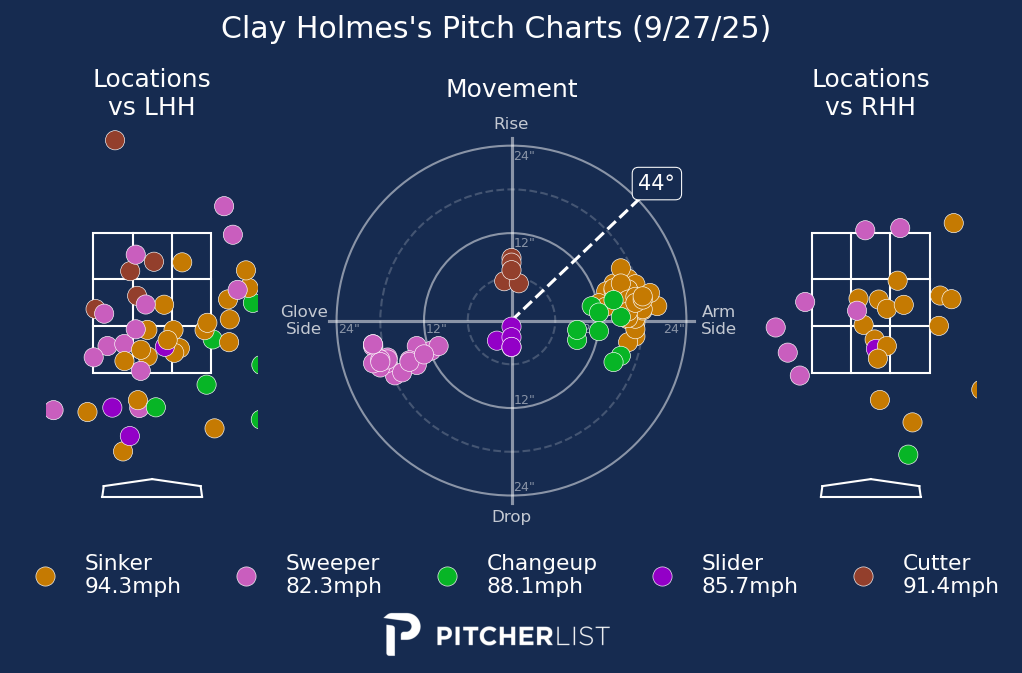 Clay Holmes's Pitch Charts (9/27/25)
Locations
vs LHH
Movement
Locations
vs RHH
Rise
24"
44°
12"
Glove
Side
24"
12"
24"
Arm
Side
12"
24"
Drop
Sinker
94.3mph
Sweeper
82.3mph
Changeup
88.1mph
Slider
85.7mph
Cutter
91.4mph
PITCHERLIST